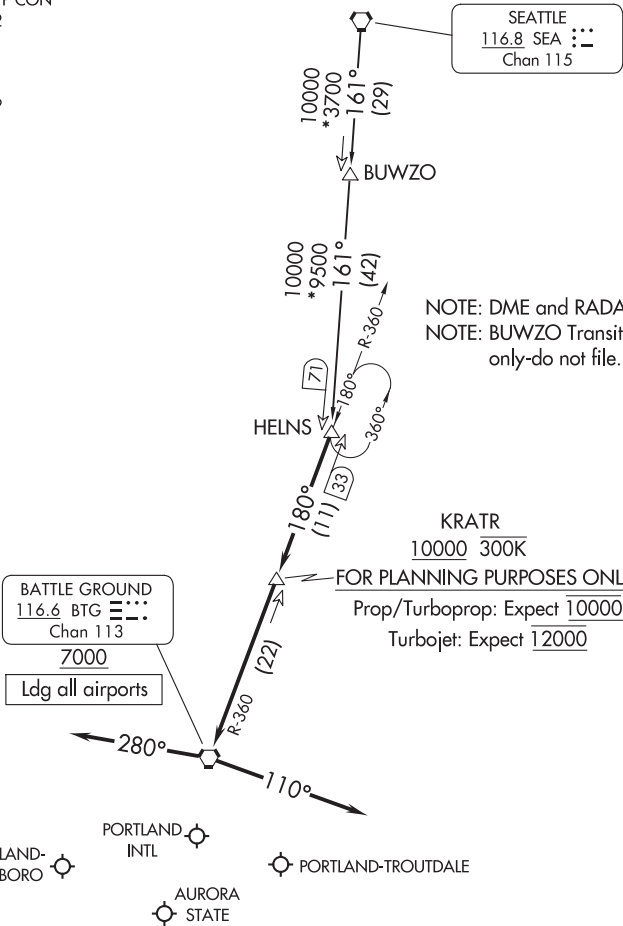 CON
SEATTLE
116.8 SEA
Chan 115
10000
*3700
161°
(29)
BUWZO
10000
*9500
161°
(42)
NOTE: DME and RADA
NOTE: BUWZO Transit
only-do not file.
R-360
71
180°
360°
HELNS
33
180°
(11)
KRATR
10000 300K
FOR PLANNING PURPOSES ONL
Prop/Turboprop: Expect 10000
Turbojet: Expect 12000
BATTLE GROUND
116.6 BTG
Chan 113
7000
Ldg all airports
(22)
R-360
280°
110°
PORTLAND
INTL
LAND-
BORO
PORTLAND-TROUTDALE
AURORA
STATE